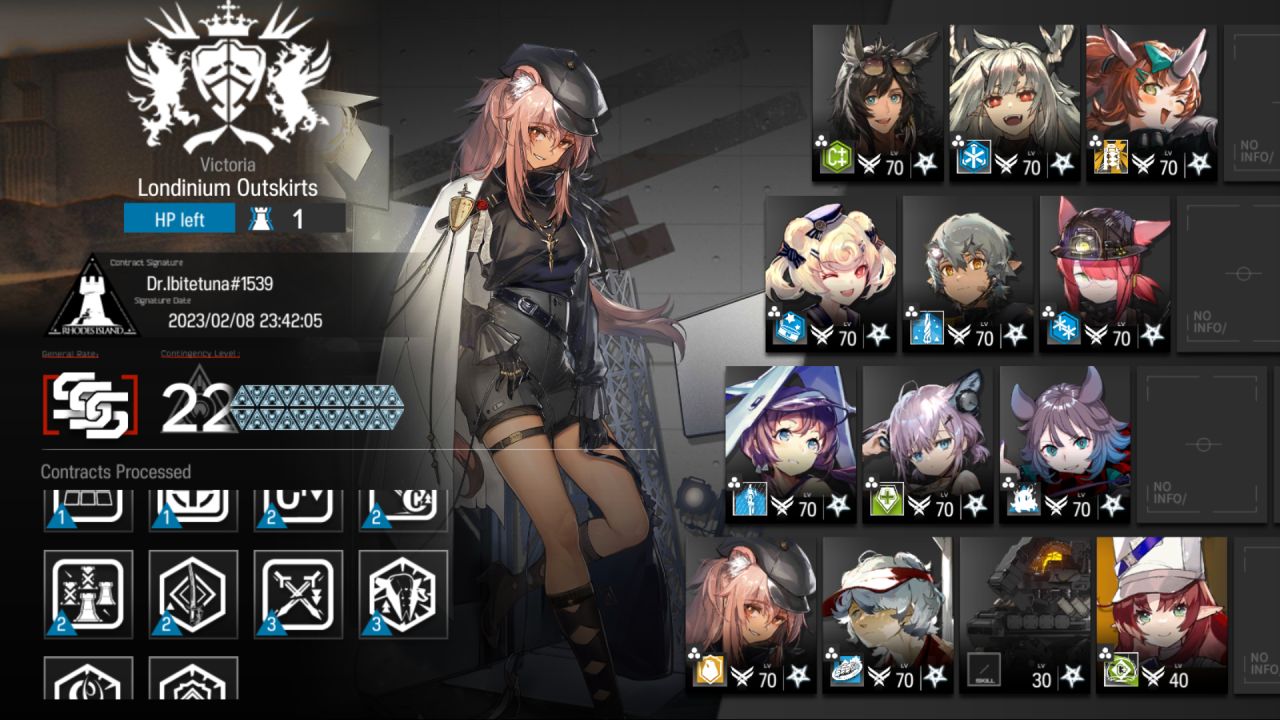 Victoria
Londinium Outskirts
HP left 1
Contract Signature
Dr.Ibitetuna#1539
Signature Date
2023/02/08 23:42:05
RHODES ISLAND
General Rate:
Contingency Level:
22
Contracts Processed
1 1 2 2
2 2 3 3
LV 70 LV 70 LV 70 NO INFO/
LV 70 LV 70 LV 70 NO INFO/
LV 70 LV 70 LV 70 NO INFO/
LV 70 LV 70 SKILL LV 30 LV 40 NO INFO